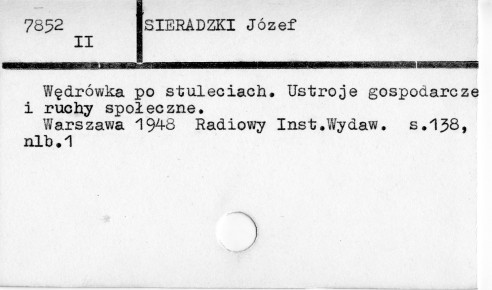 7852
II
SIERADZKI Józef
Wędrówka po stuleciach. Ustroje gospodarcze
i ruchy społeczne.
Warszawa 1948 Radiowy Inst.Wydaw. s.138,
nlb.1